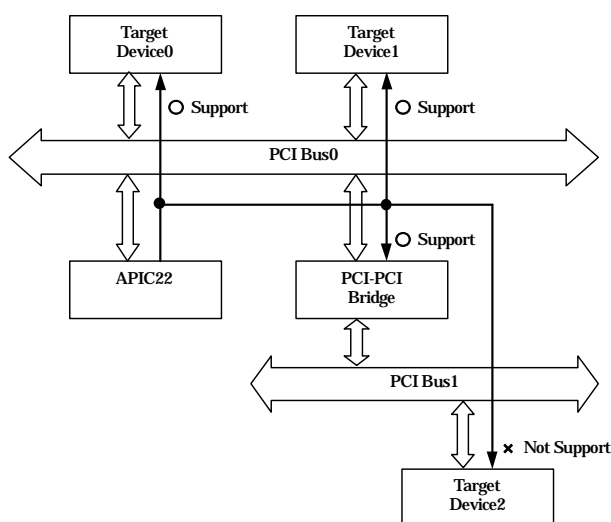 Target
Device0
Target
Device1
Support
Support
PCI Bus0
Support
APIC22
PCI-PCI
Bridge
PCI Bus1
Not Support
Target
Device2